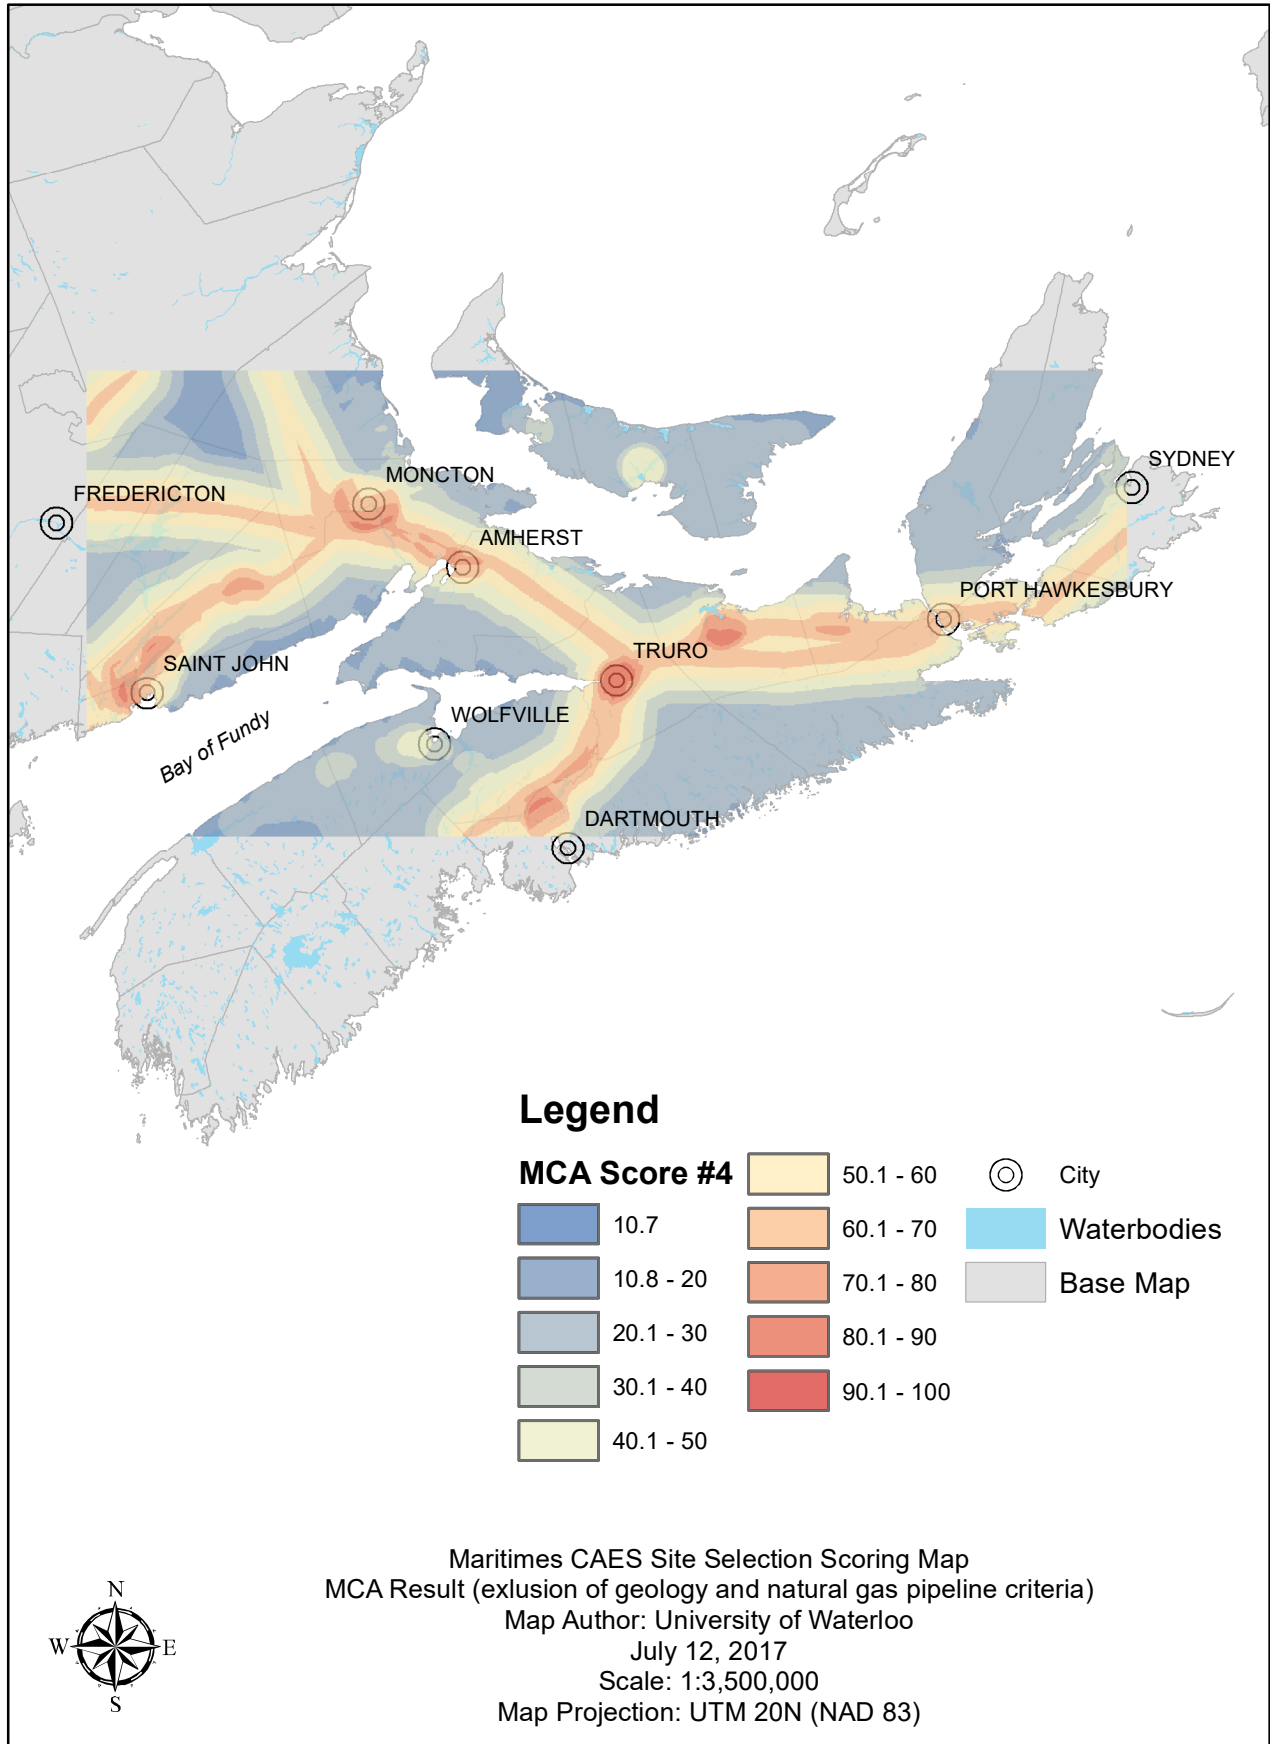 MONCTON
SYDNEY
FREDERICTON
AMHERST
PORT HAWKESBURY
TRURO
SAINT JOHN
WOLFVILLE
Bay of Fundy
DARTMOUTH
Legend
MCA Score #4
10.7
10.8 - 20
20.1 - 30
30.1 - 40
40.1 - 50
50.1 - 60
60.1 - 70
70.1 - 80
80.1 - 90
90.1 - 100
City
Waterbodies
Base Map
Maritimes CAES Site Selection Scoring Map
MCA Result (exlusion of geology and natural gas pipeline criteria)
Map Author: University of Waterloo
July 12, 2017
Scale: 1:3,500,000
Map Projection: UTM 20N (NAD 83)
N
W E
S